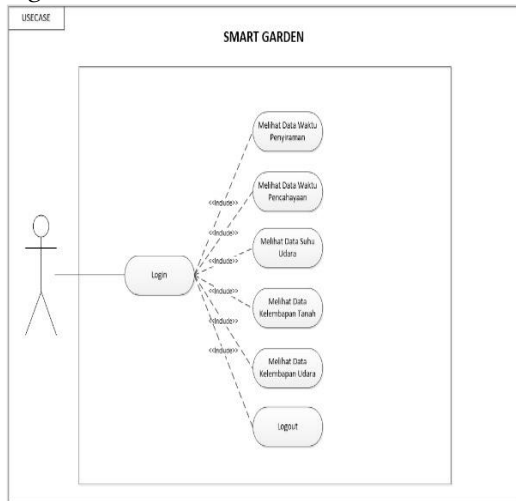 USECASE
SMART GARDEN
Melihat Data Waktu
Penyiraman
<<Include>>
Melihat Data Waktu
Pencahayaan
<<Include>>
Melihat Data Suhu
Udara
<<Include>>
Login
Melihat Data
Kelembapan Tanah
<<Include>>
Melihat Data
Kelembapan Udara
<<Include>>
Logout